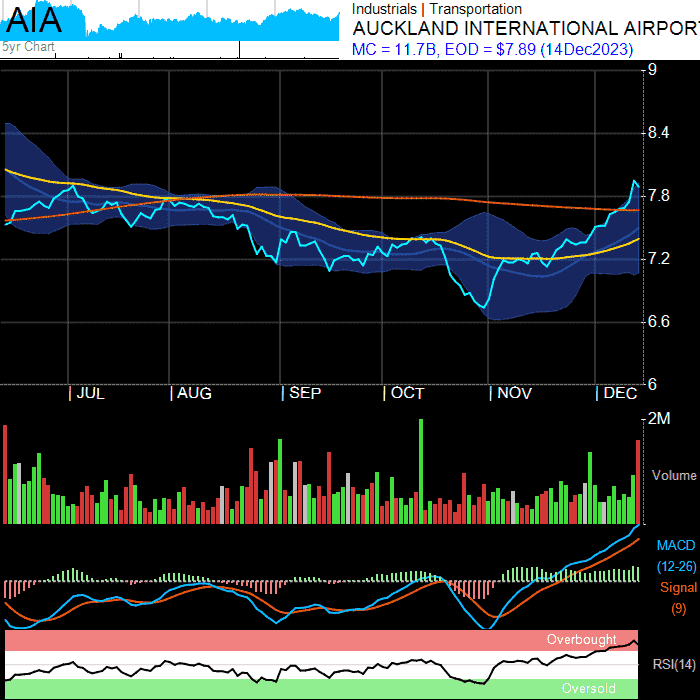 AIA
5yr Chart
Industrials | Transportation
AUCKLAND INTERNATIONAL AIRPOR
MC = 11.7B, EOD = $7.89 (14Dec2023)
9
8.4
7.8
7.2
6.6
6
JUL AUG SEP OCT NOV DEC
2M
Volume
MACD
(12-26)
Signal
(9)
Overbought
RSI(14)
Oversold